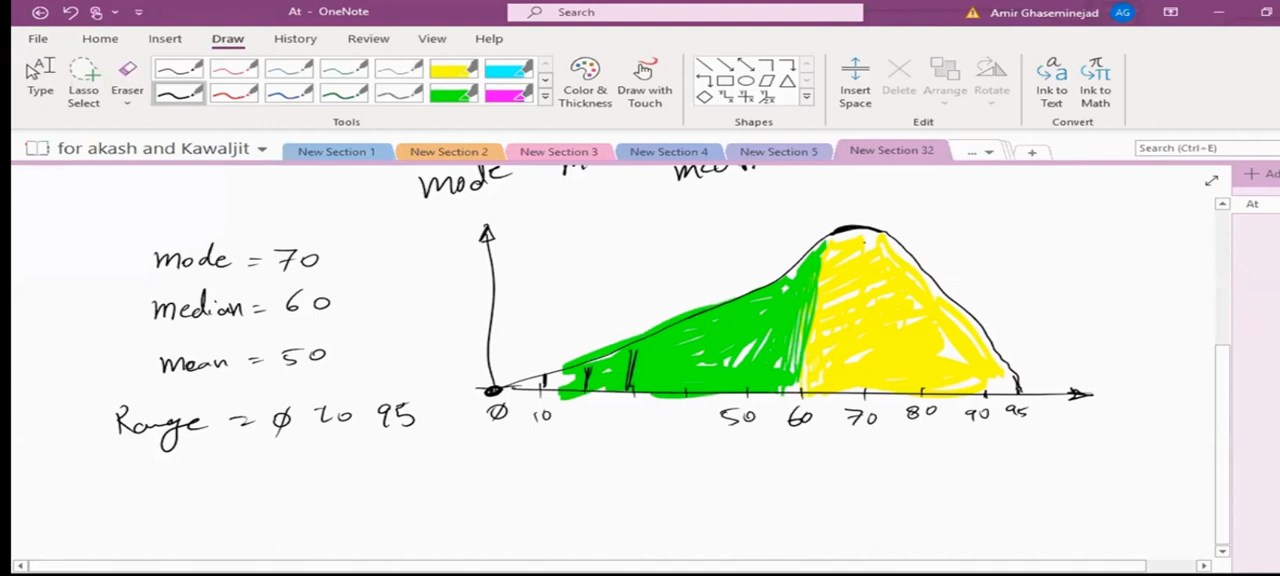 At - OneNote
Search
Amir Ghaseminejad
AG
File Home Insert Draw History Review View Help
Type
Lasso Select
Eraser
Color & Thickness
Draw with Touch
Insert Space
Delete
Arrange
Rotate
Ink to Text
Ink to Math
Tools
Shapes
Edit
Convert
for akash and Kawaljit
New Section 1
New Section 2
New Section 3
New Section 4
New Section 5
New Section 32
...
Search (Ctrl+E)
Ad
At
mode
mode = 70
median = 60
mean = 50
Range = Ø to 95
Ø 10 50 60 70 80 90 95